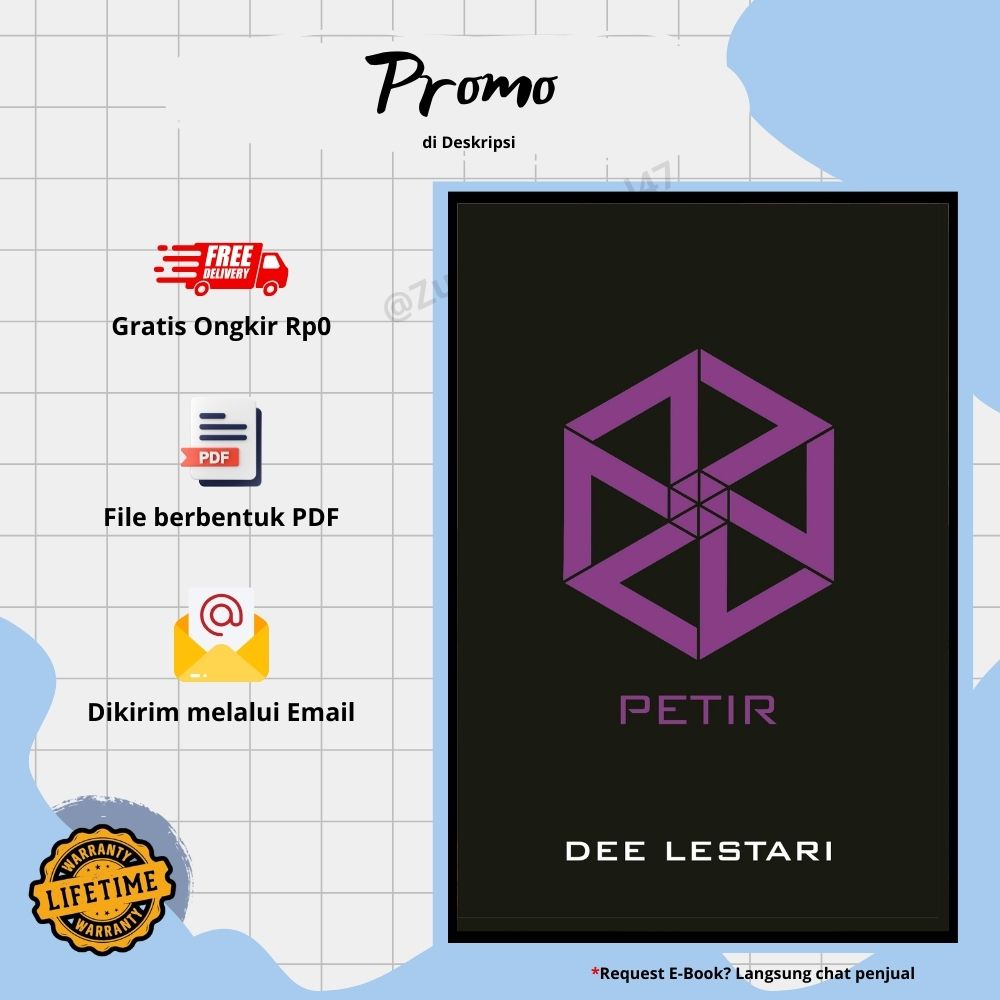 Promo
di Deskripsi
FREE
DELIVERY
Gratis Ongkir Rp0
PDF
File berbentuk PDF
Dikirim melalui Email
WARRANTY
LIFETIME
WARRANTY
PETIR
DEE LESTARI
*Request E-Book? Langsung chat penjual